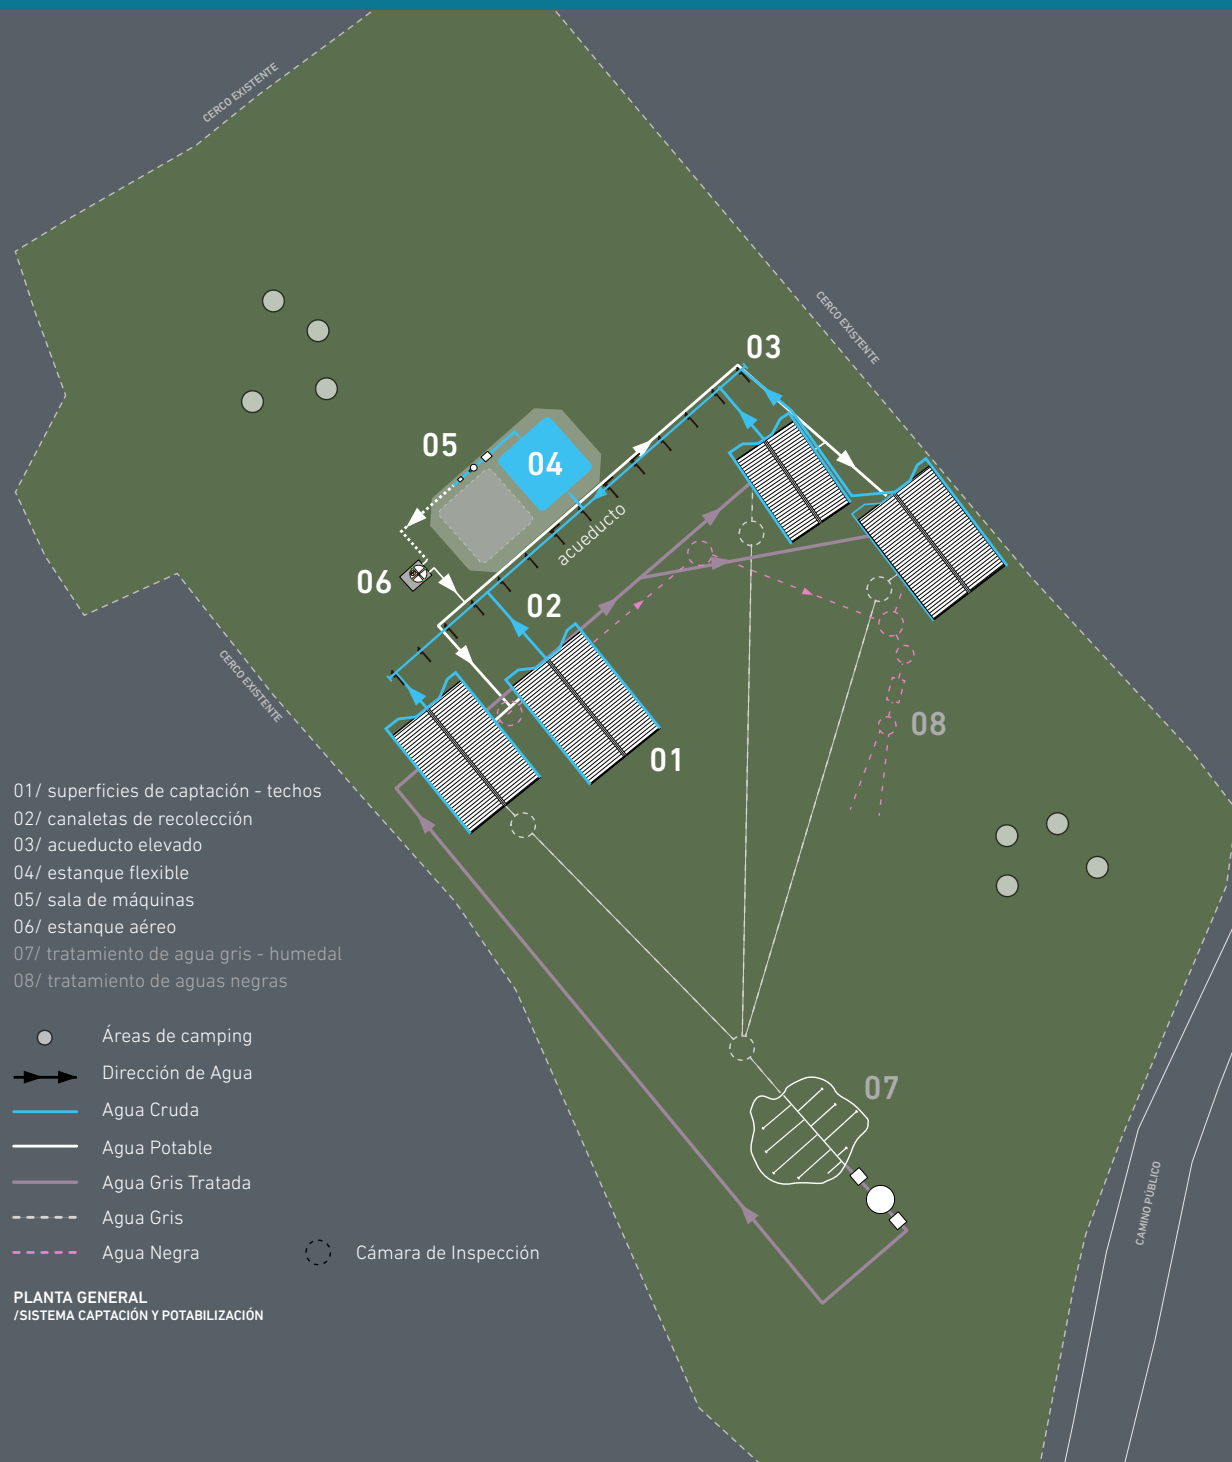 CERCO EXISTENTE
CERCO EXISTENTE
03
05
04
acueducto
06
02
CERCO EXISTENTE
08
01
01/ superficies de captación - techos
02/ canaletas de recolección
03/ acueducto elevado
04/ estanque flexible
05/ sala de máquinas
06/ estanque aéreo
07/ tratamiento de agua gris - humedal
08/ tratamiento de aguas negras
Áreas de camping
Dirección de Agua
Agua Cruda
Agua Potable
Agua Gris Tratada
Agua Gris
Agua Negra
Cámara de Inspección
07
CAMINO PÚBLICO
PLANTA GENERAL
/SISTEMA CAPTACIÓN Y POTABILIZACIÓN